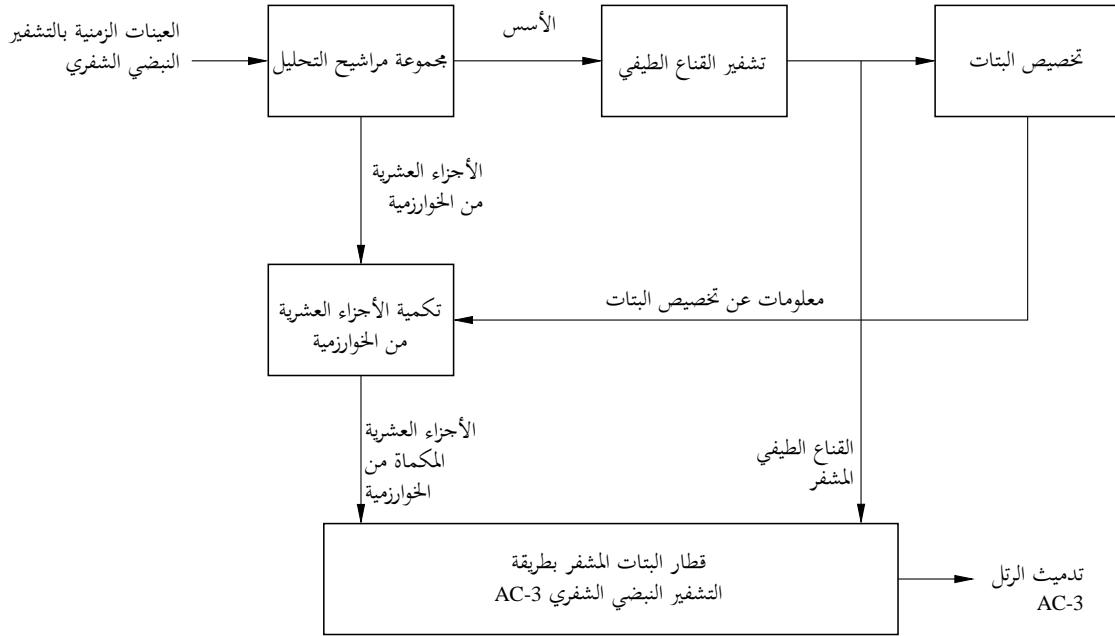 العينات الزمنية بالتشفير
النبضي الشفري
مجموعة مراشيح التحليل
الأسس
تشفير القناع الطيفي
تخصيص البتات
الأجزاء العشرية
من الخوارزمية
تكمية الأجزاء العشرية
من الخوارزمية
معلومات عن تخصيص البتات
الأجزاء العشرية
المكماة من
الخوارزمية
القناع الطيفي
المشفر
قطار البتات المشفر بطريقة
التشفير النبضي الشفري AC-3
تدميث الرتل
AC-3